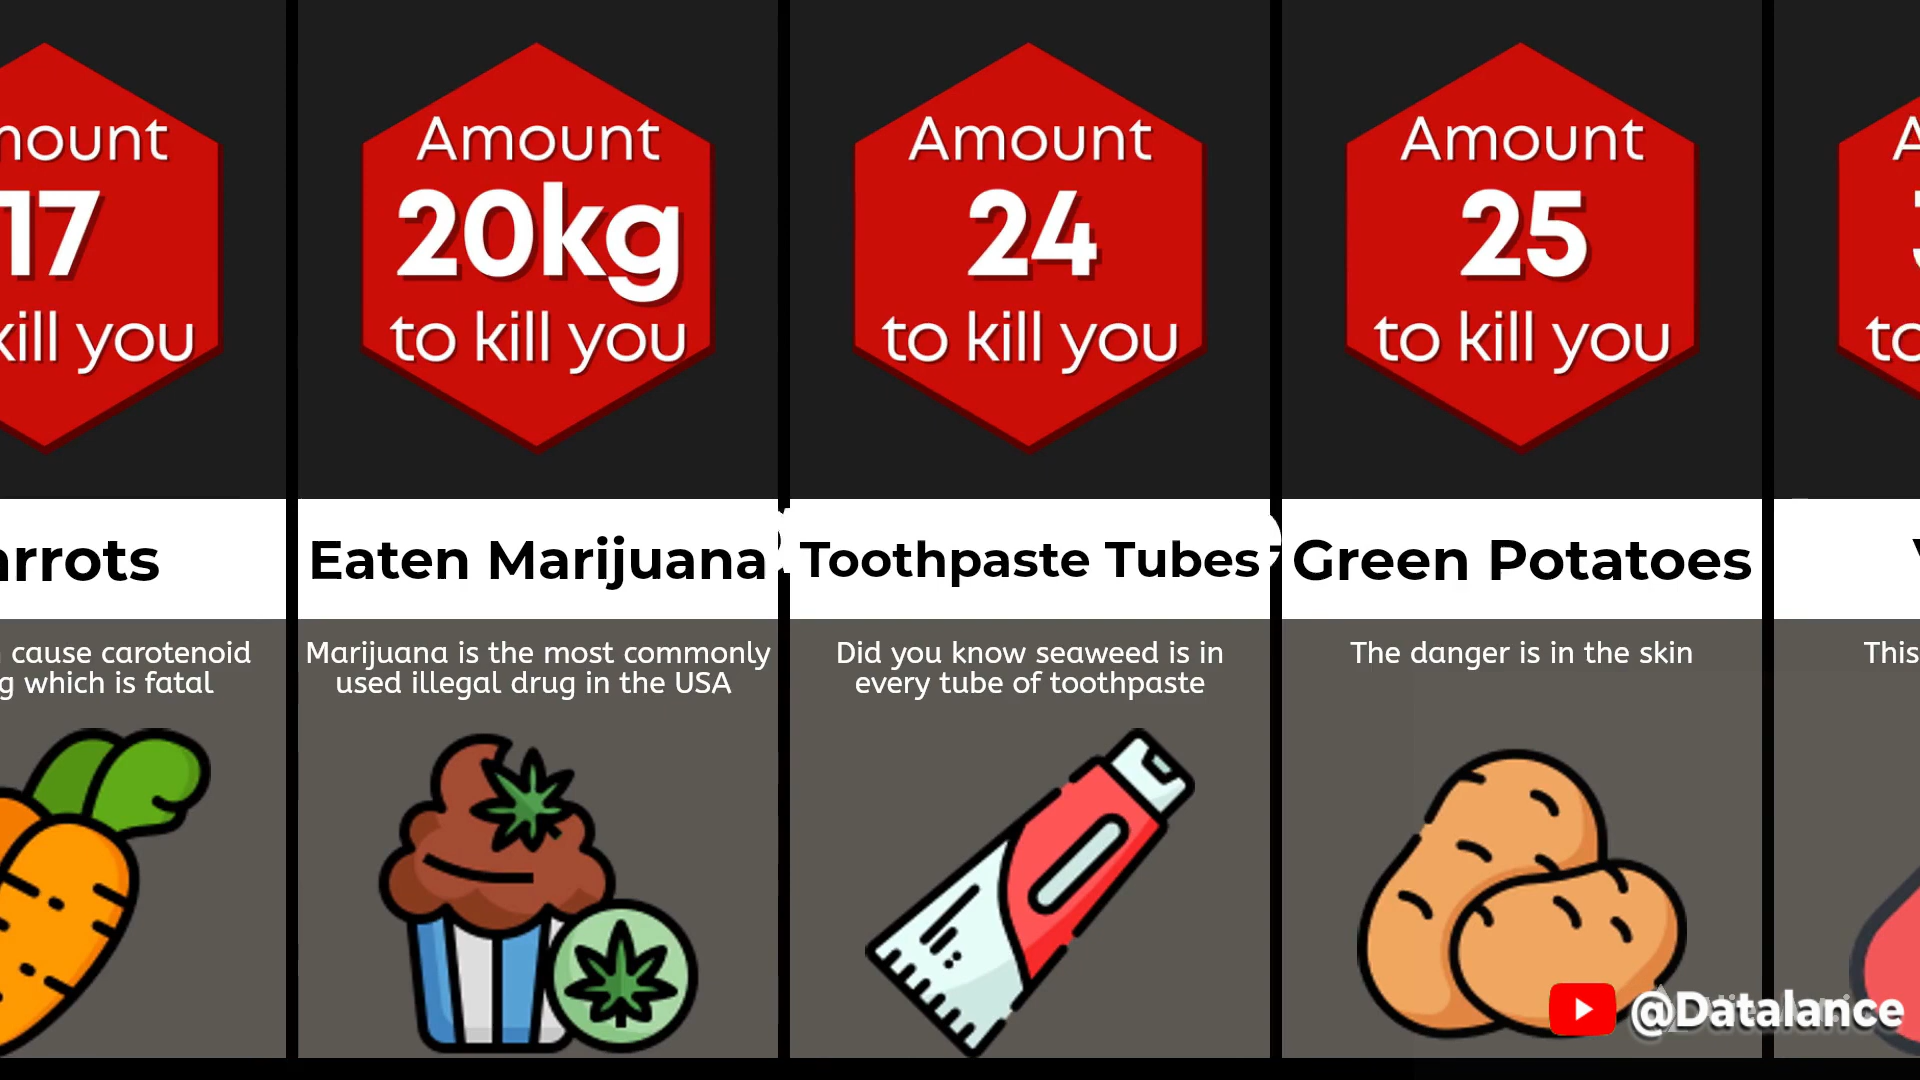 mount
17
kill you
arrots
cause carotenoid
g which is fatal
Amount
20kg
to kill you
Eaten Marijuana
Marijuana is the most commonly
used illegal drug in the USA
Amount
24
to kill you
Toothpaste Tubes
Did you know seaweed is in
every tube of toothpaste
Amount
25
to kill you
Green Potatoes
The danger is in the skin
A
to
This
@Datalance